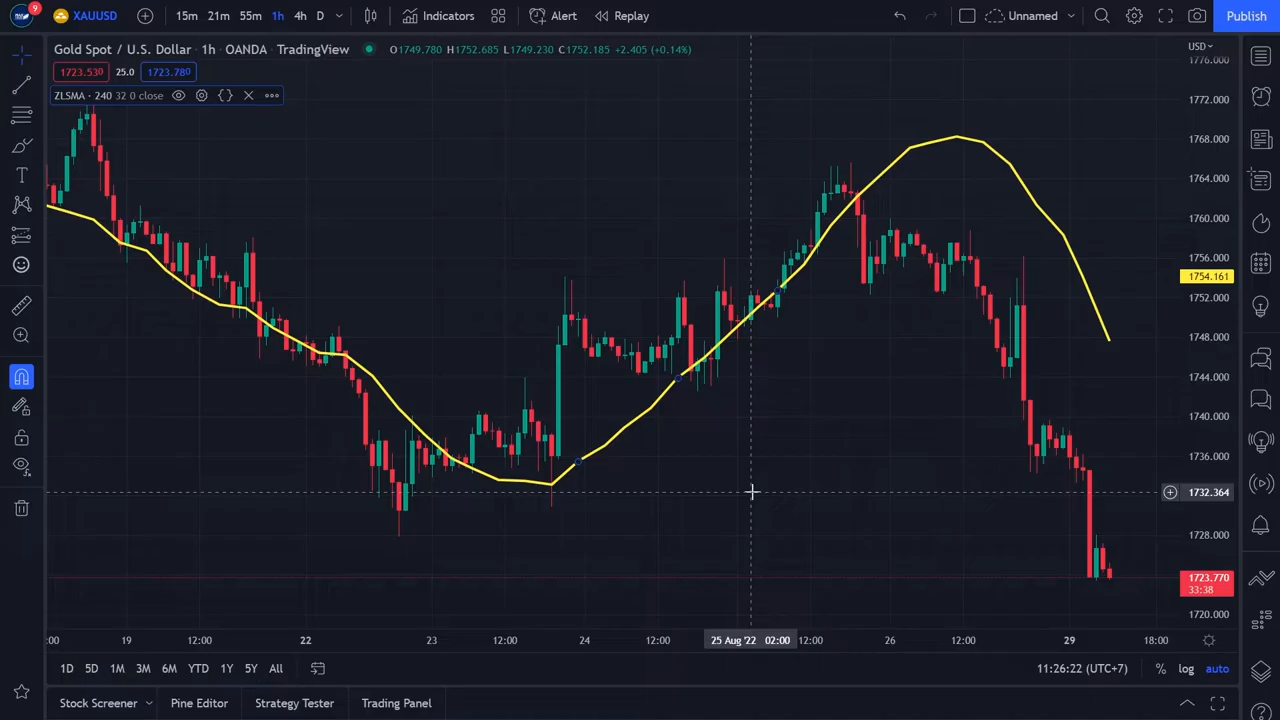 9 XAUUSD 15m 21m 55m 1h 4h D Indicators Alert Replay Unnamed Publish
Gold Spot / U.S. Dollar · 1h · OANDA · TradingView O1749.780 H1752.685 L1749.230 C1752.185 +2.405 (+0.14%) USD
1723.530 25.0 1723.780
ZLSMA · 240 32 0 close
1776.000
1772.000
1768.000
1764.000
1760.000
1756.000
1754.161
1752.000
1748.000
1744.000
1740.000
1736.000
1732.364
1728.000
1723.770
33:38
1720.000
:00 19 12:00 22 23 12:00 24 12:00 25 Aug '22 02:00 12:00 26 12:00 29 18:00
1D 5D 1M 3M 6M YTD 1Y 5Y All 11:26:22 (UTC+7) % log auto
Stock Screener Pine Editor Strategy Tester Trading Panel